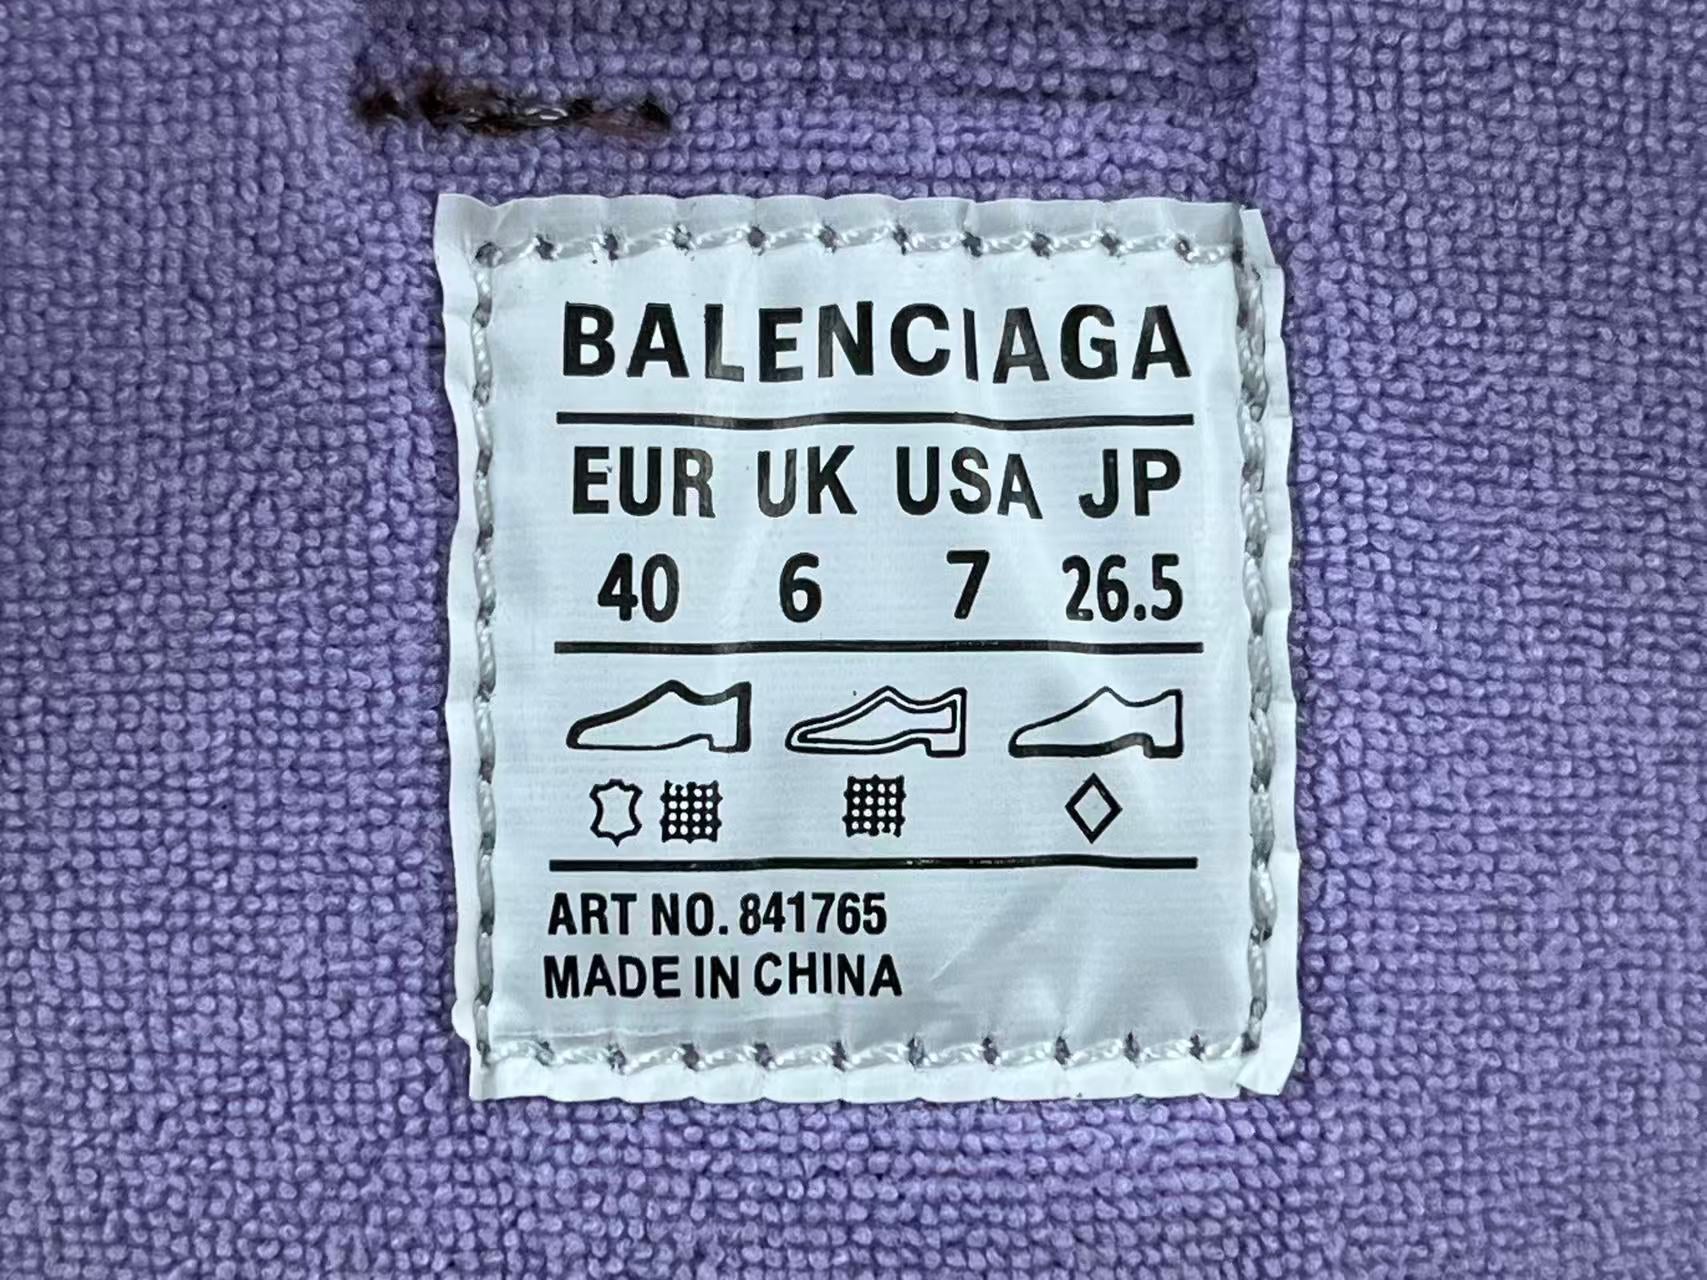 BALENCIAGA
EUR UK USA JP
40 6 7 26.5
ART NO. 841765
MADE IN CHINA